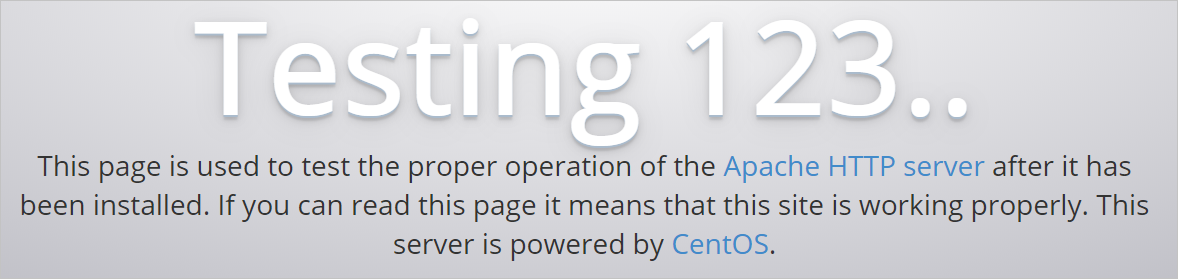 Testing 123..
This page is used to test the proper operation of the Apache HTTP server after it has
been installed. If you can read this page it means that this site is working properly. This
server is powered by CentOS.